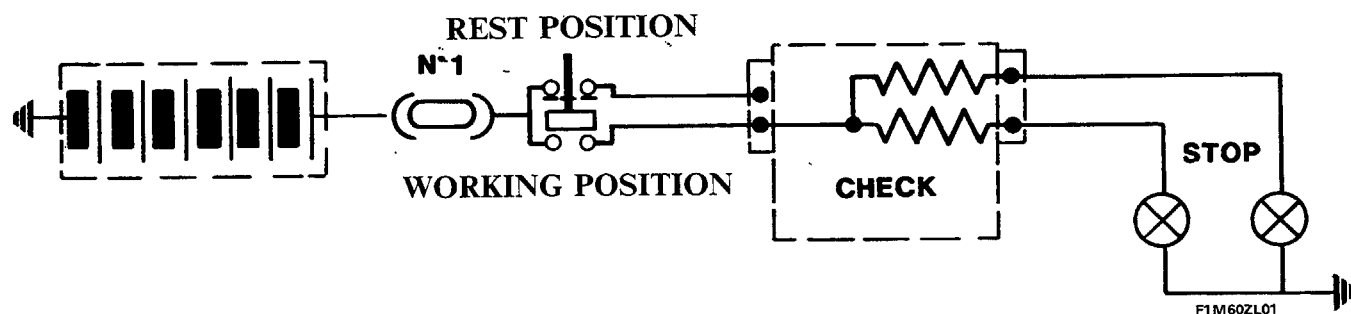 REST POSITION
N°1
WORKING POSITION
CHECK
STOP
F1M60ZL01